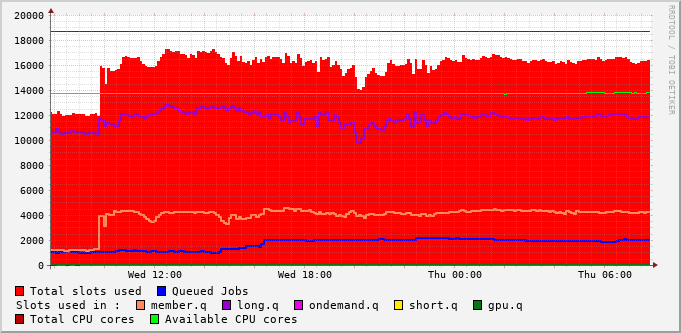 20000
18000
16000
14000
12000
10000
8000
6000
4000
2000
0
Wed 12:00 Wed 18:00 Thu 00:00 Thu 06:00
Total slots used Queued Jobs
Slots used in : member.q long.q ondemand.q short.q gpu.q
Total CPU cores Available CPU cores
RRDTOOL / TOBI OETIKER